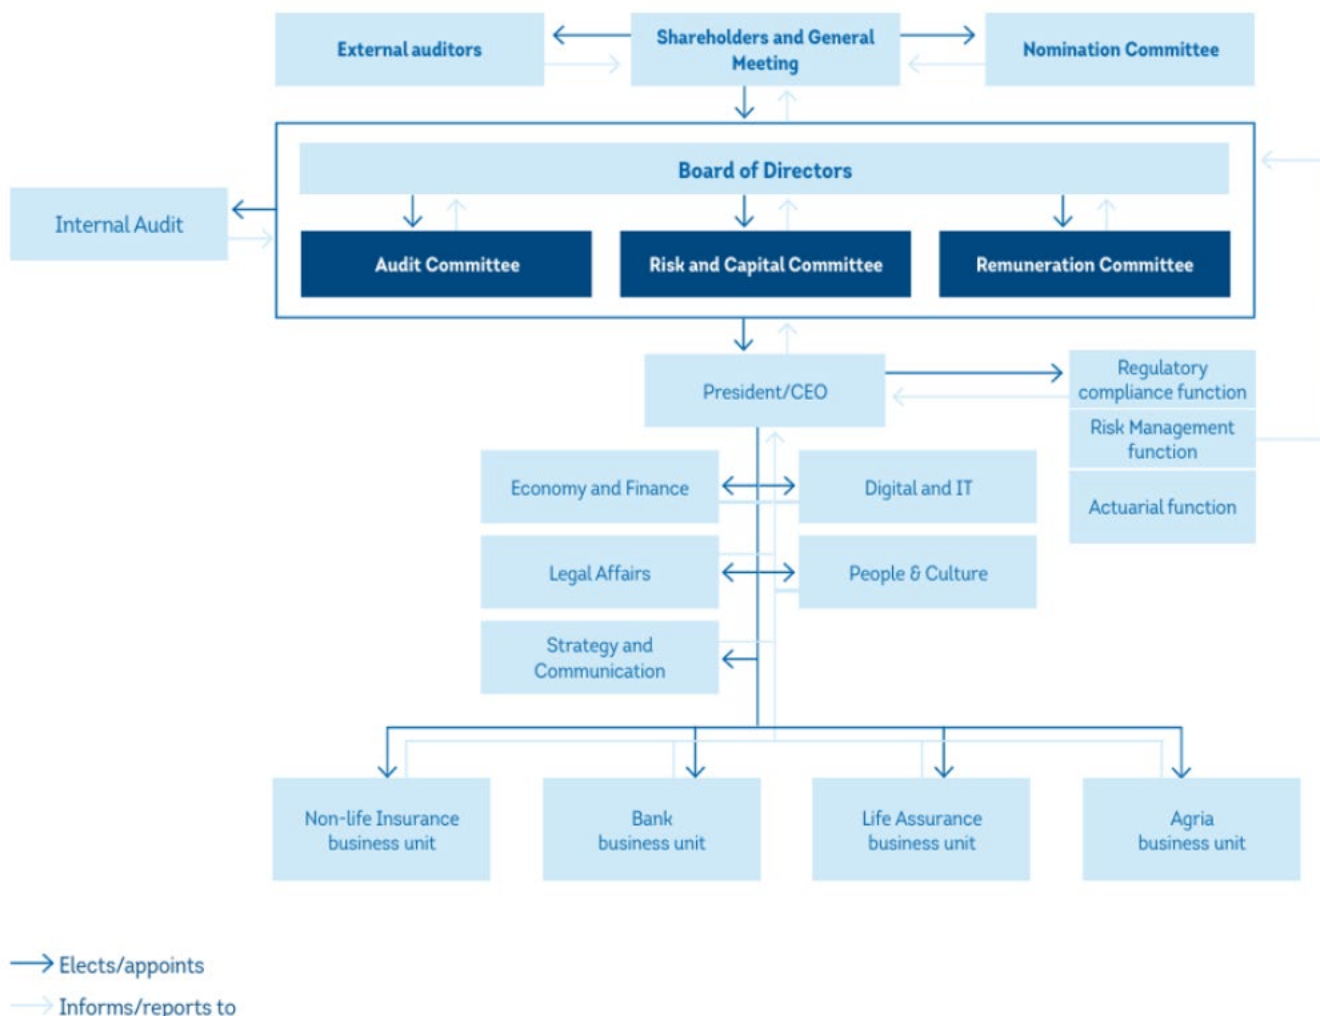 External auditors
Shareholders and General
Meeting
Nomination Committee
Board of Directors
Internal Audit
Audit Committee
Risk and Capital Committee
Remuneration Committee
President/CEO
Regulatory
compliance function
Risk Management
function
Actuarial function
Economy and Finance
Digital and IT
Legal Affairs
People & Culture
Strategy and
Communication
Non-life Insurance
business unit
Bank
business unit
Life Assurance
business unit
Agria
business unit
Elects/appoints
Informs/reports to